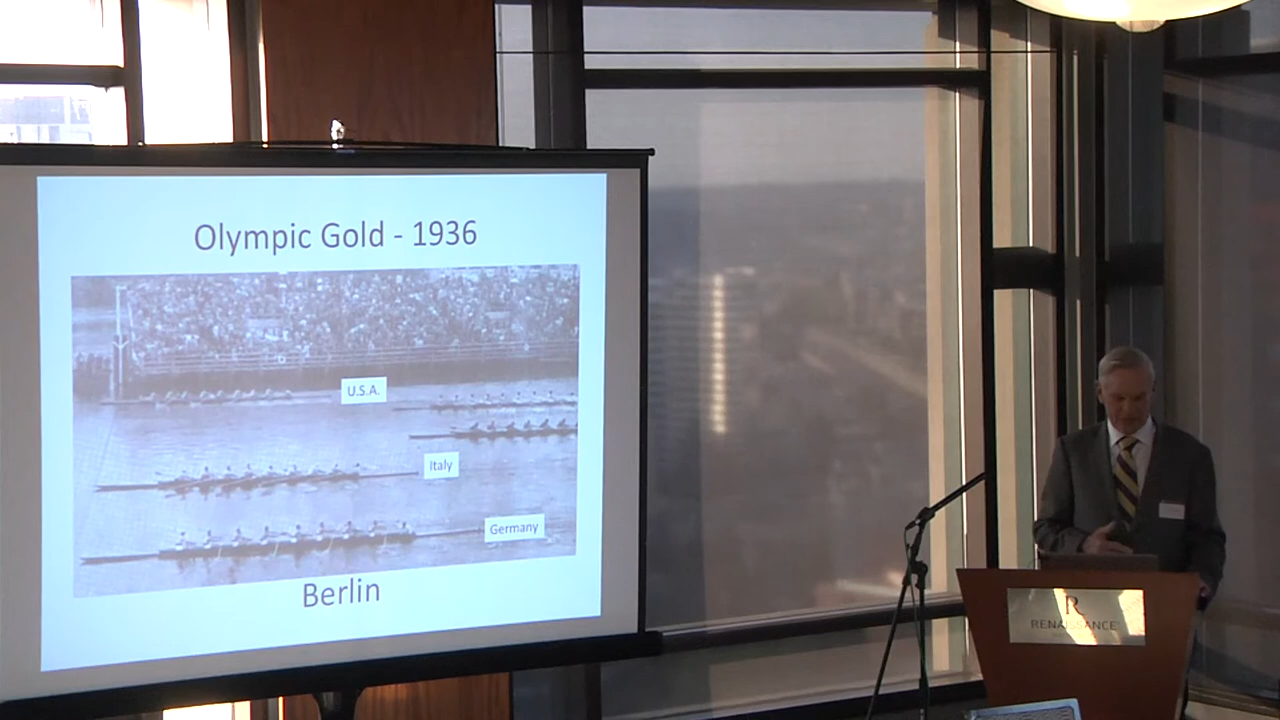 Olympic Gold - 1936
U.S.A.
Italy
Germany
Berlin
R
RENAISSANCE